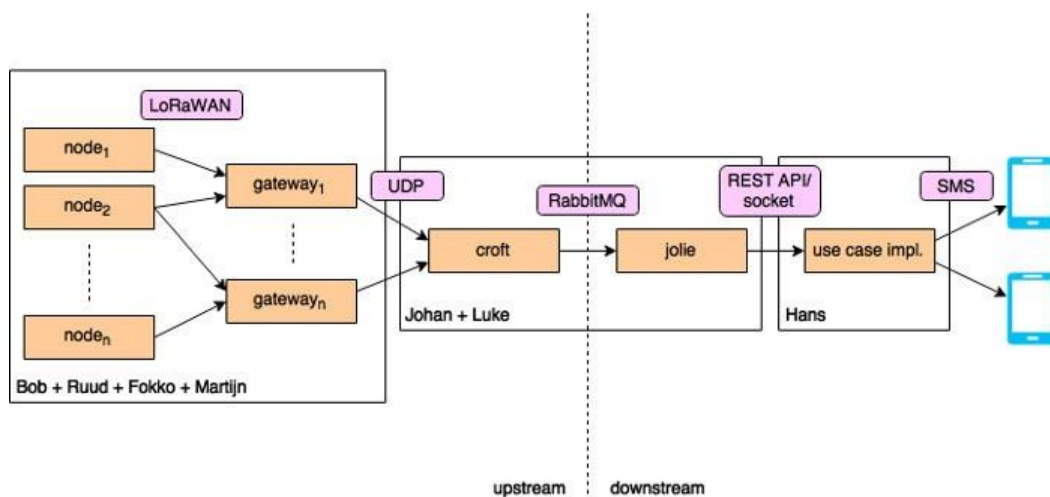 LoRaWAN
node₁
node₂
gateway₁
gatewayₙ
nodeₙ
Bob + Ruud + Fokko + Martijn
UDP
croft
RabbitMQ
jolie
Johan + Luke
REST API/
socket
use case impl.
Hans
SMS
upstream
downstream